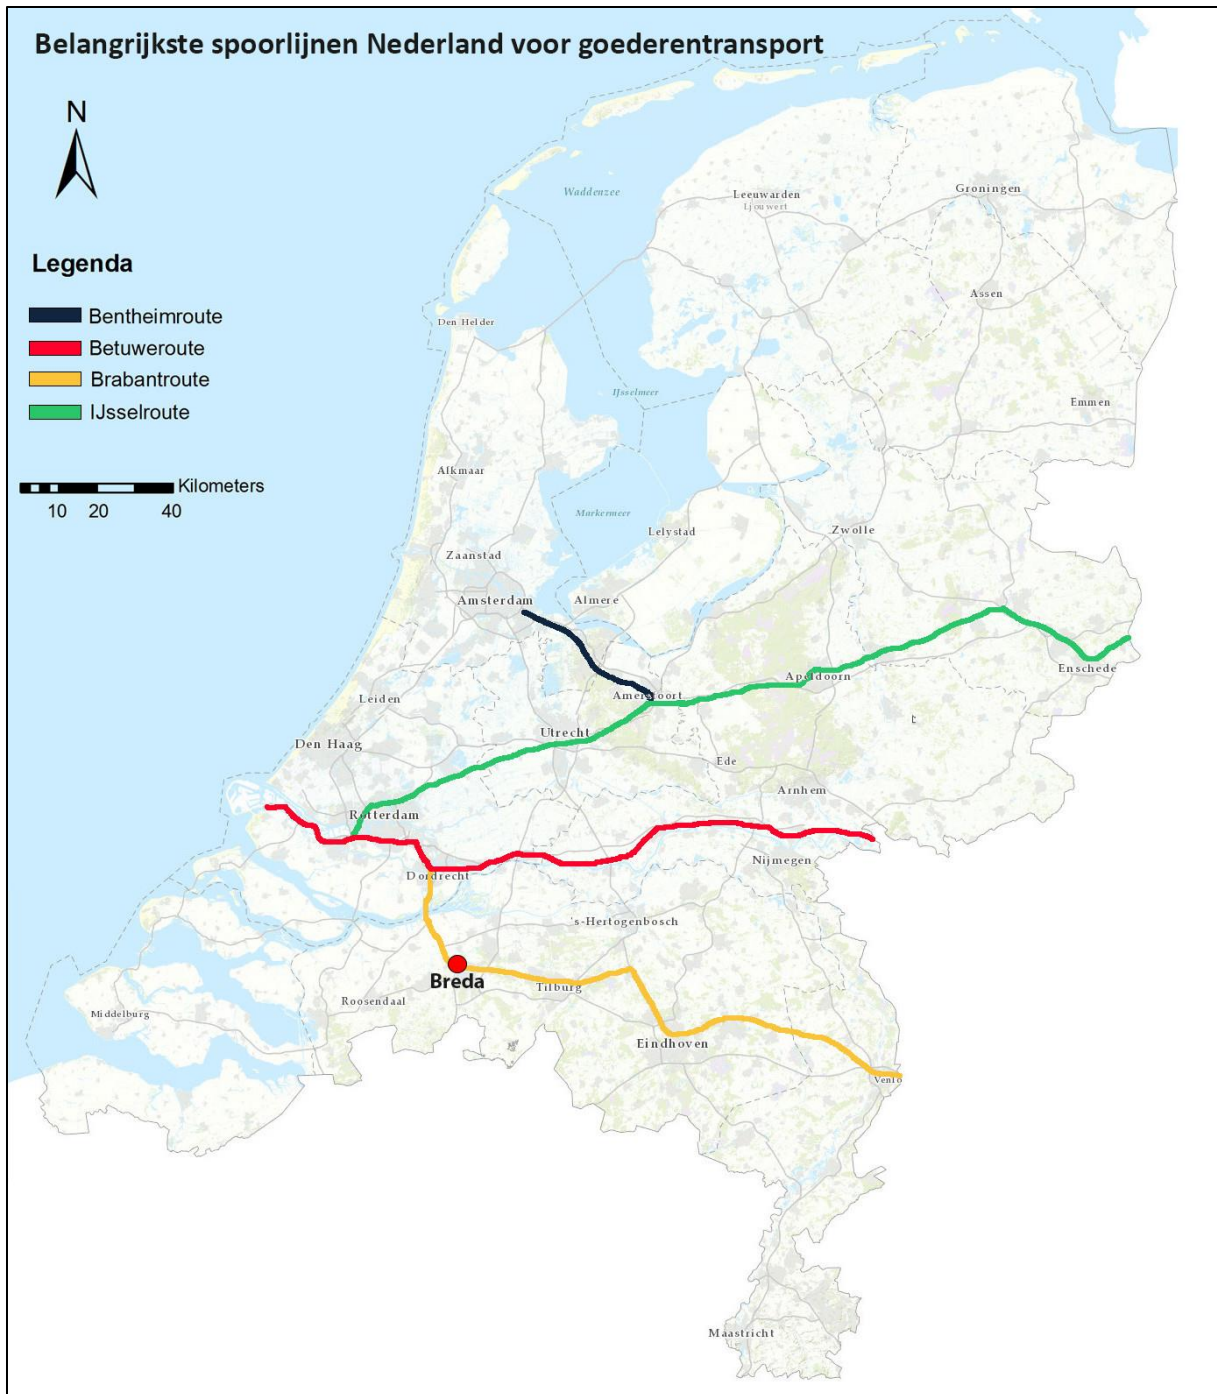 Belangrijkste spoorlijnen Nederland voor goederentransport
N
Waddenzee
Leeuwarden
Ljouwert
Groningen
Legenda
Assen
Bentheimroute
Den Helder
Betuweroute
Brabantroute
IJsselmeer
IJsselroute
Emmen
Alkmaar
Kilometers
10 20 40
Markermeer
Lelystad
Zwolle
Zaanstad
Amsterdam
Almere
Enschede
Apeldoorn
Amersfoort
Leiden
Utrecht
Den Haag
Ede
Arnhem
Rotterdam
Nijmegen
Dordrecht
's-Hertogenbosch
Breda
Tilburg
Roosendaal
Middelburg
Eindhoven
Venlo
Maastricht